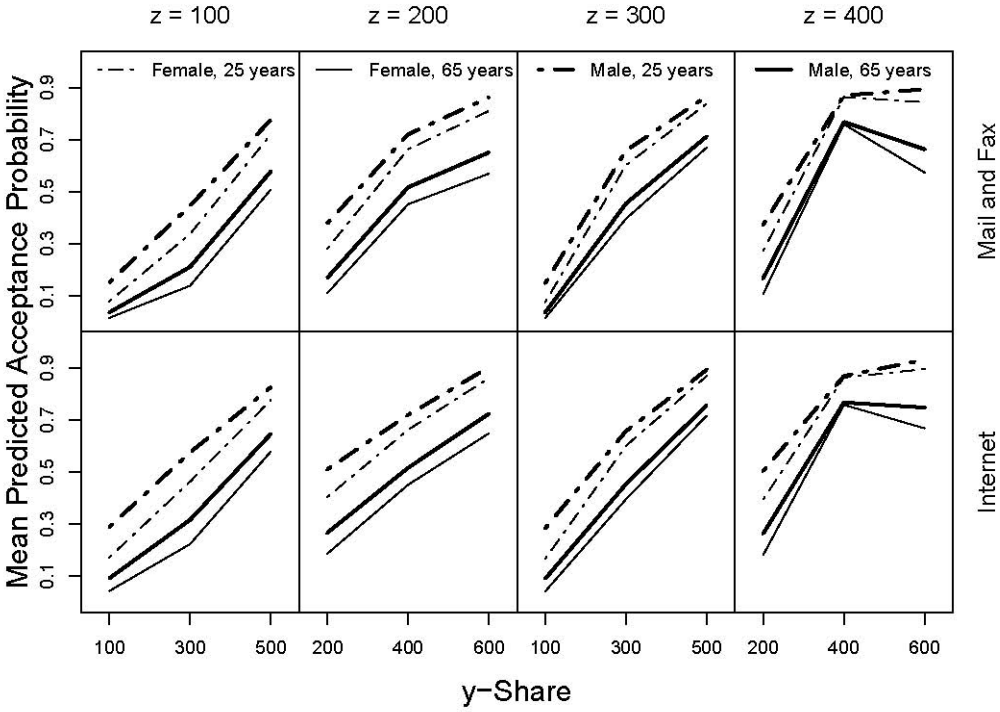 z = 100 z = 200 z = 300 z = 400
Female, 25 years Female, 65 years Male, 25 years Male, 65 years
Mean Predicted Acceptance Probability
0.9
0.7
0.5
0.3
0.1
Mail and Fax
0.9
0.7
0.5
0.3
0.1
Internet
100 300 500 200 400 600 100 300 500 200 400 600
y-Share